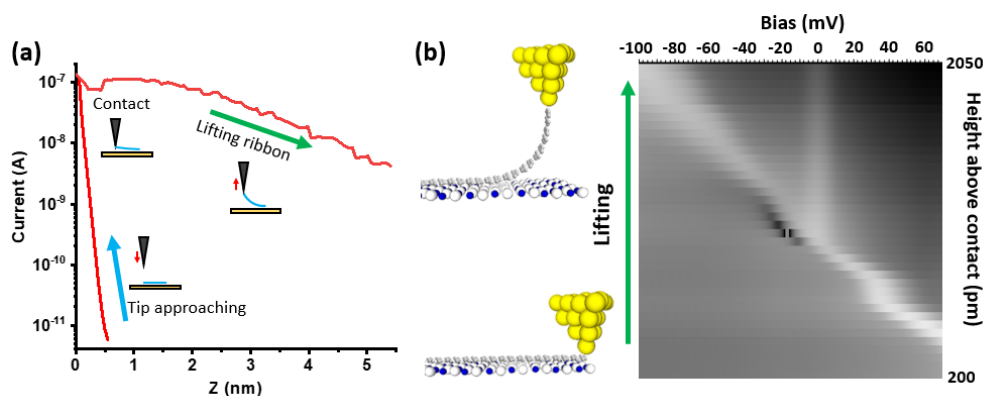 (a)
Current (A)
10⁻⁷
10⁻⁸
10⁻⁹
10⁻¹⁰
10⁻¹¹
Contact
Lifting ribbon
Tip approaching
0 1 2 3 4 5
Z (nm)
(b)
Lifting
Bias (mV)
-100 -80 -60 -40 -20 0 20 40 60
2050
Height above contact (pm)
200